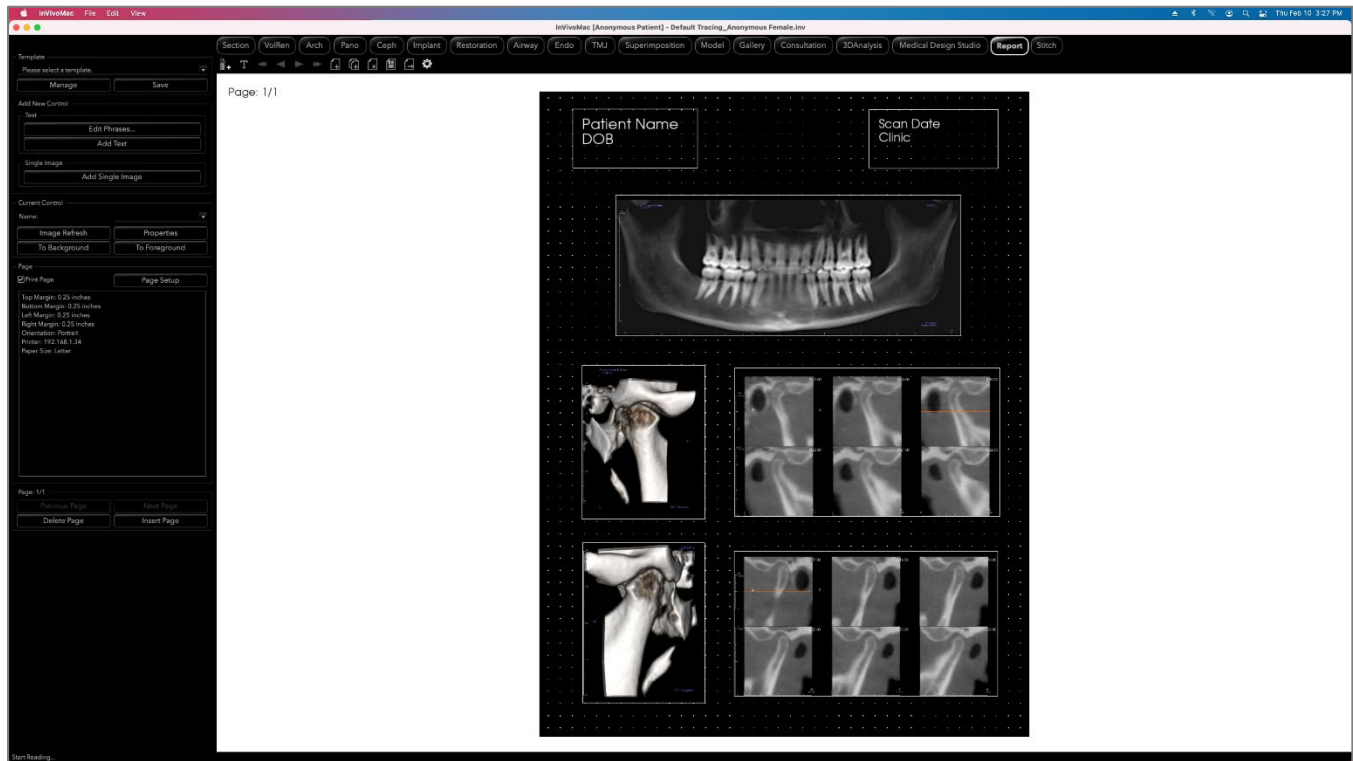 InVivoMac File Edit View
Thu Feb 10 3:27 PM
InVivoMac [Anonymous Patient] - Default Tracing_Anonymous Female.inv
Section VolRen Arch Pano Ceph Implant Restoration Airway Endo TMJ Superimposition Model Gallery Consultation 3DAnalysis Medical Design Studio Report Stitch
Template
Please select a template.
Manage Save
Add New Control
Text
Edit Phrases...
Add Text
Single Image
Add Single Image
Current Control
Name:
Image Refresh Properties
To Background To Foreground
Page
Print Page Page Setup
Top Margin: 0.25 inches
Bottom Margin: 0.25 inches
Left Margin: 0.25 inches
Right Margin: 0.25 inches
Orientation: Portrait
Printer: 192.168.1.34
Paper Size: Letter
Page: 1/1
Previous Page Next Page
Delete Page Insert Page
Start Reading...
Page: 1/1
Patient Name
DOB
Scan Date
Clinic